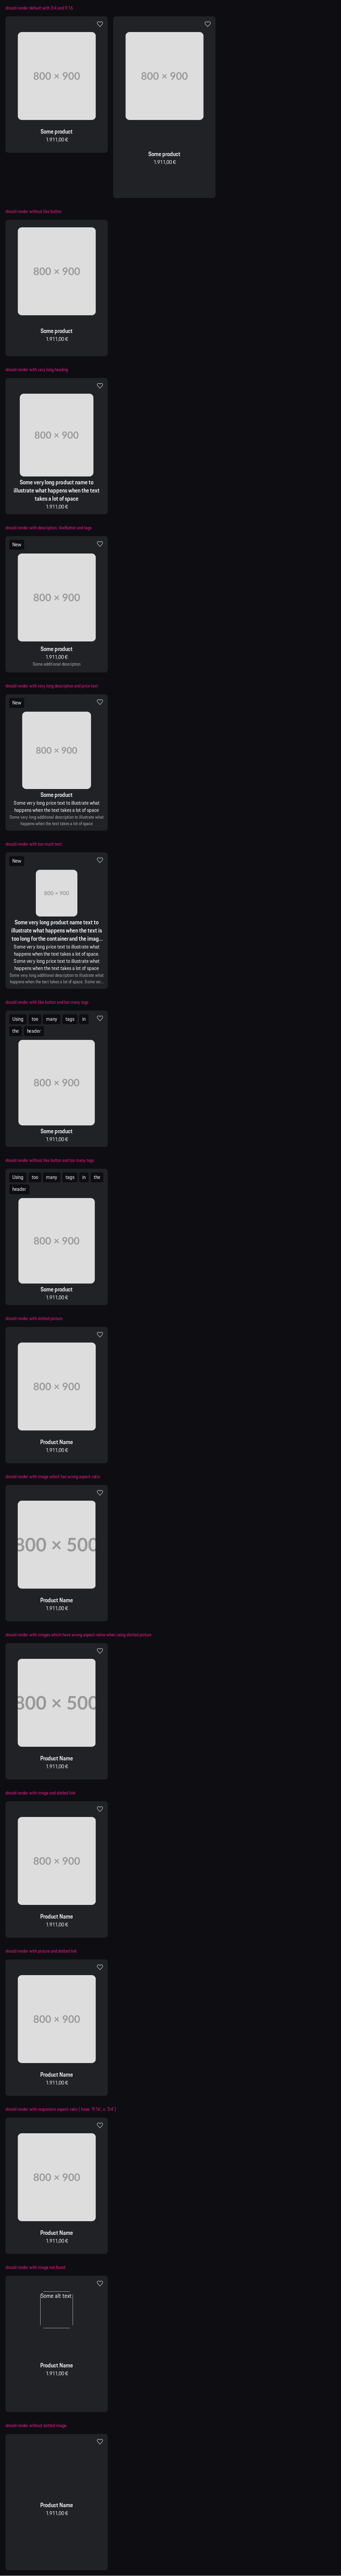 should render default with 3:4 and 9:16
800 × 900
Some product
1.911,00 €
800 × 900
Some product
1.911,00 €
should render without like button
800 × 900
Some product
1.911,00 €
should render with very long heading
800 × 900
Some very long product name to
illustrate what happens when the text
takes a lot of space
1.911,00 €
should render with description, likeButton and tags
New
800 × 900
Some product
1.911,00 €
Some additional description
should render with very long description and price text
New
800 × 900
Some product
Some very long price text to illustrate what
happens when the text takes a lot of space
Some very long additional description to illustrate what
happens when the text takes a lot of space
should render with too much text
New
800 × 900
Some very long product name text to
illustrate what happens when the text is
too long for the container and the imag...
Some very long price text to illustrate what
happens when the text takes a lot of space.
Some very long price text to illustrate what
happens when the text takes a lot of space
Some very long additional description to illustrate what
happens when the text takes a lot of space. Some ver...
should render with like button and too many tags
Using too many tags in
the header
800 × 900
Some product
1.911,00 €
should render without like button and too many tags
Using too many tags in the
header
800 × 900
Some product
1.911,00 €
should render with slotted picture
800 × 900
Product Name
1.911,00 €
should render with image which has wrong aspect-ratio
800 × 500
Product Name
1.911,00 €
should render with images which have wrong aspect-ratios when using slotted picture
800 × 500
Product Name
1.911,00 €
should render with image and slotted link
800 × 900
Product Name
1.911,00 €
should render with picture and slotted link
800 × 900
Product Name
1.911,00 €
should render with responsive aspect-ratio { base: '9:16', s: '3:4' }
800 × 900
Product Name
1.911,00 €
should render with image not found
Some alt text
Product Name
1.911,00 €
should render without slotted image
Product Name
1.911,00 €